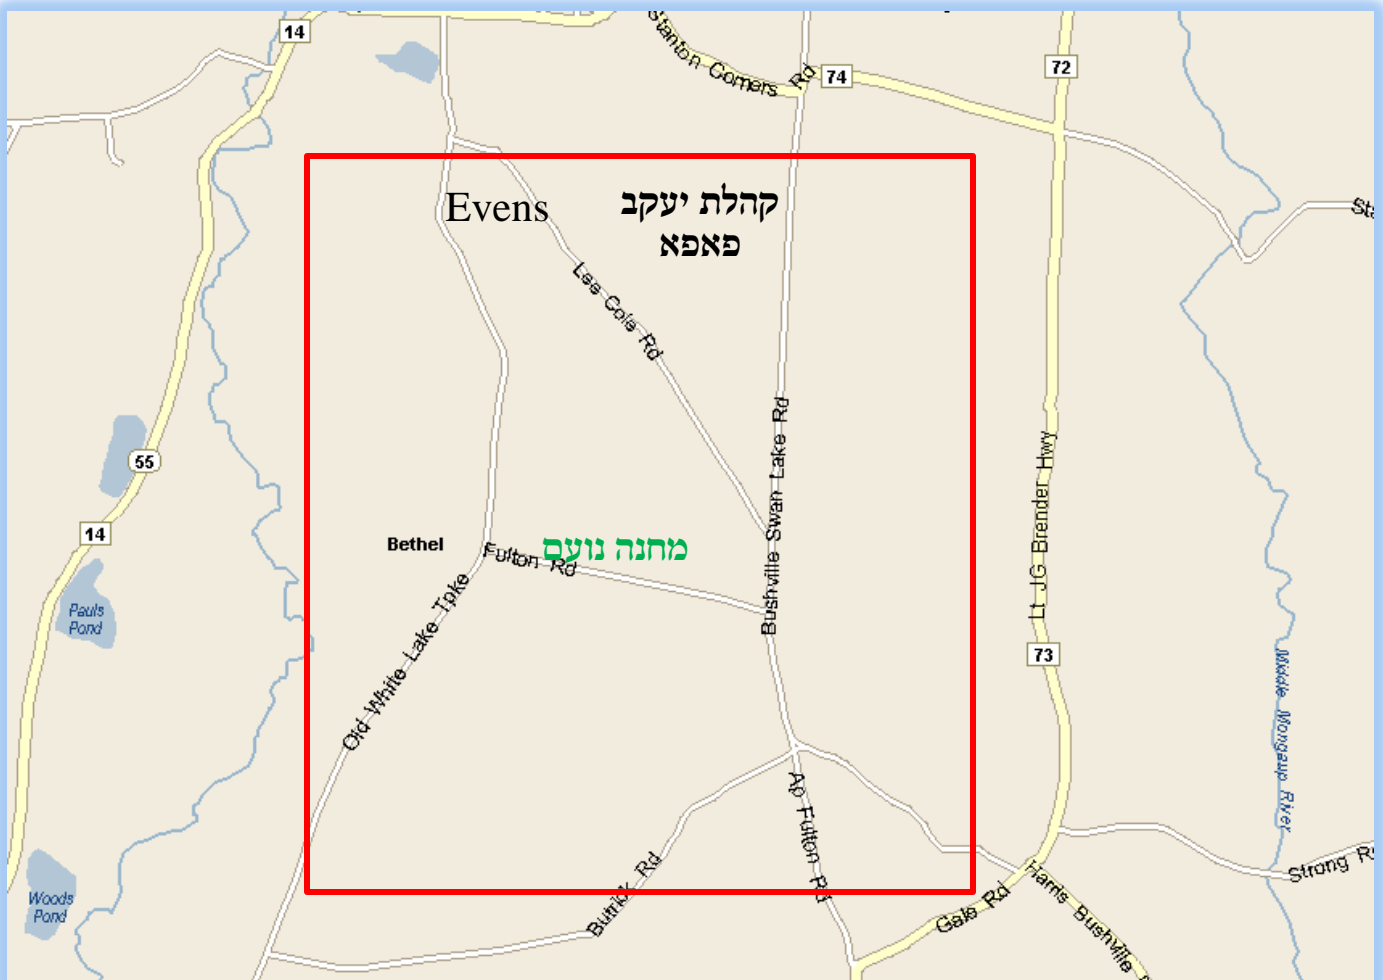 14
Stanton Corners Rd
74
72
Evens
קהלת יעקב
פאפא
Lee Cole Rd
55
14
Bethel
Fulton Rd
מחנה נועם
Bushville Swan Lake Rd
Lt JG Brender Hwy
Pauls
Pond
Old White Lake Tpke
73
Middle Mongaup River
Ap Fulton Rd
Butrick Rd
Strong R
Woods
Pond
Gale Rd
Harris Bushville